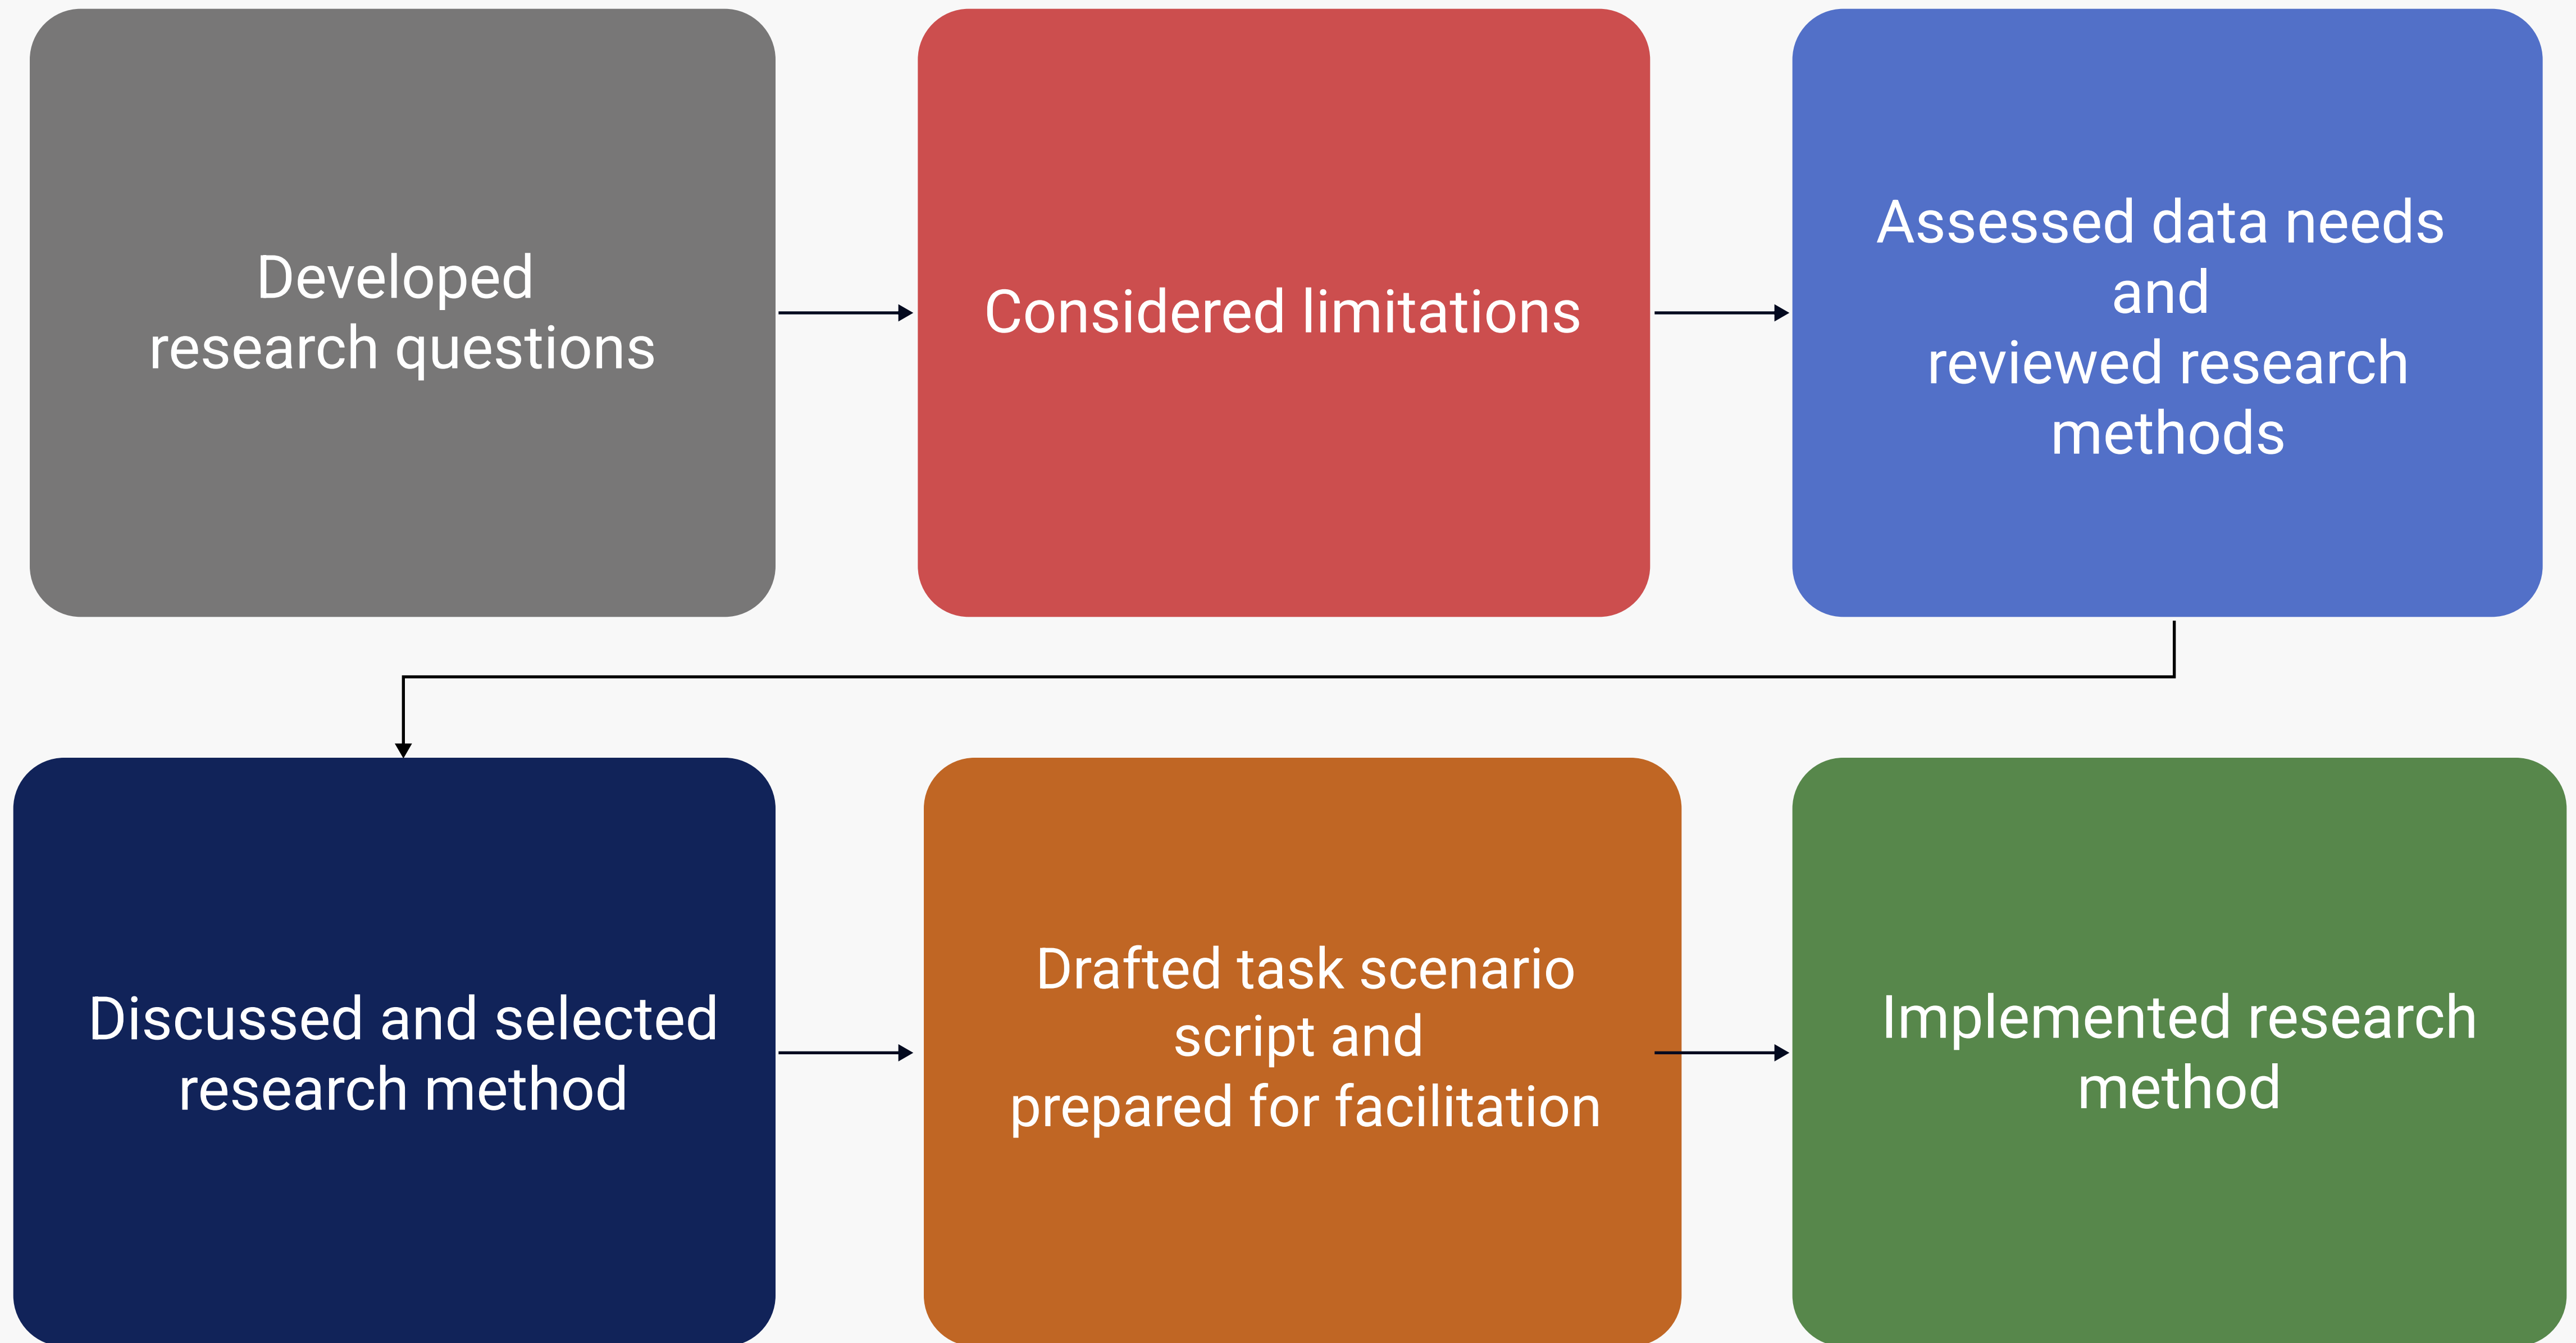 Developed
research questions
Considered limitations
Assessed data needs
and
reviewed research
methods
Discussed and selected
research method
Drafted task scenario
script and
prepared for facilitation
Implemented research
method